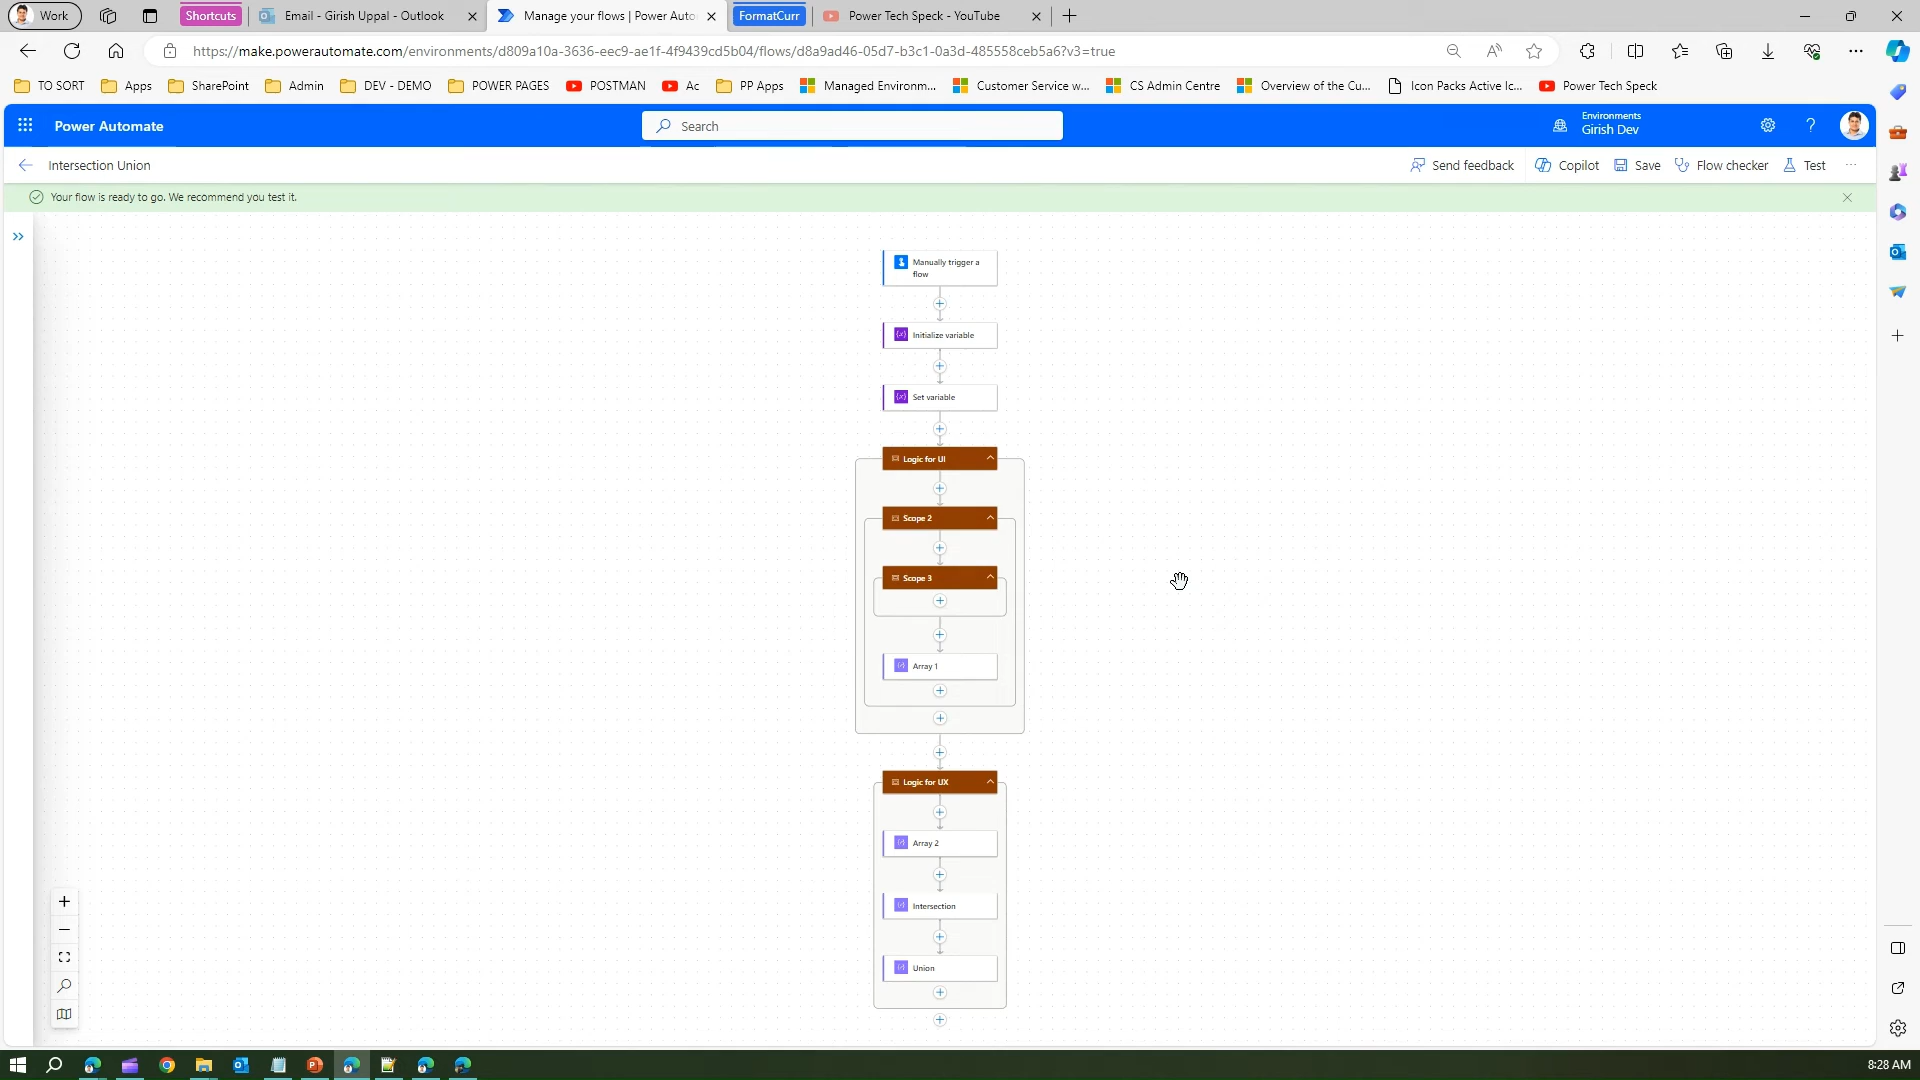 Work
Shortcuts
Email - Girish Uppal - Outlook
Manage your flows | Power Auto
FormatCurr
Power Tech Speck - YouTube
https://make.powerautomate.com/environments/d809a10a-3636-eec9-ae1f-4f9439cd5b04/flows/d8a9ad46-05d7-b3c1-0a3d-485558ceb5a6?v3=true
TO SORT
Apps
SharePoint
Admin
DEV - DEMO
POWER PAGES
POSTMAN
Ac
PP Apps
Managed Environm...
Customer Service w...
CS Admin Centre
Overview of the Cu...
Icon Packs Active Ic...
Power Tech Speck
Power Automate
Search
Environments
Girish Dev
Intersection Union
Send feedback
Copilot
Save
Flow checker
Test
Your flow is ready to go. We recommend you test it.
Manually trigger a
flow
Initialize variable
Set variable
Logic for UI
Scope 2
Scope 3
Array 1
Logic for UX
Array 2
Intersection
Union
8:28 AM